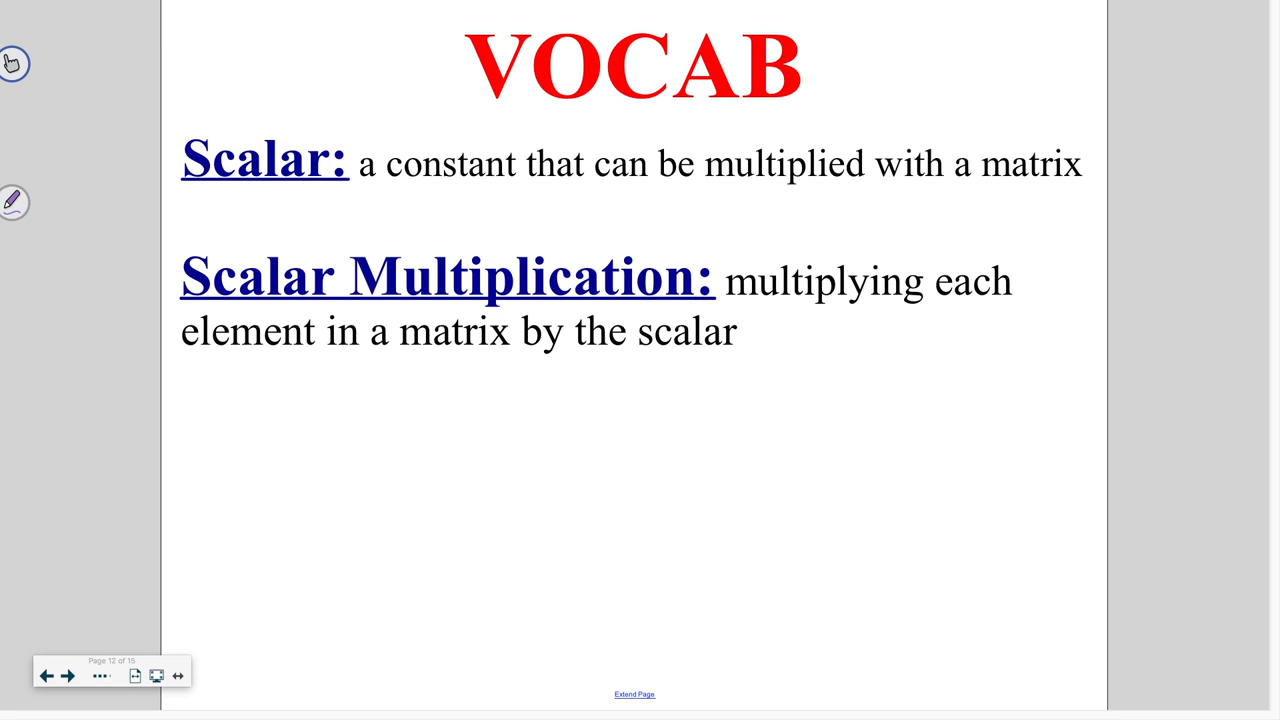 VOCAB
Scalar: a constant that can be multiplied with a matrix
Scalar Multiplication: multiplying each
element in a matrix by the scalar
Page 12 of 15
Extend Page